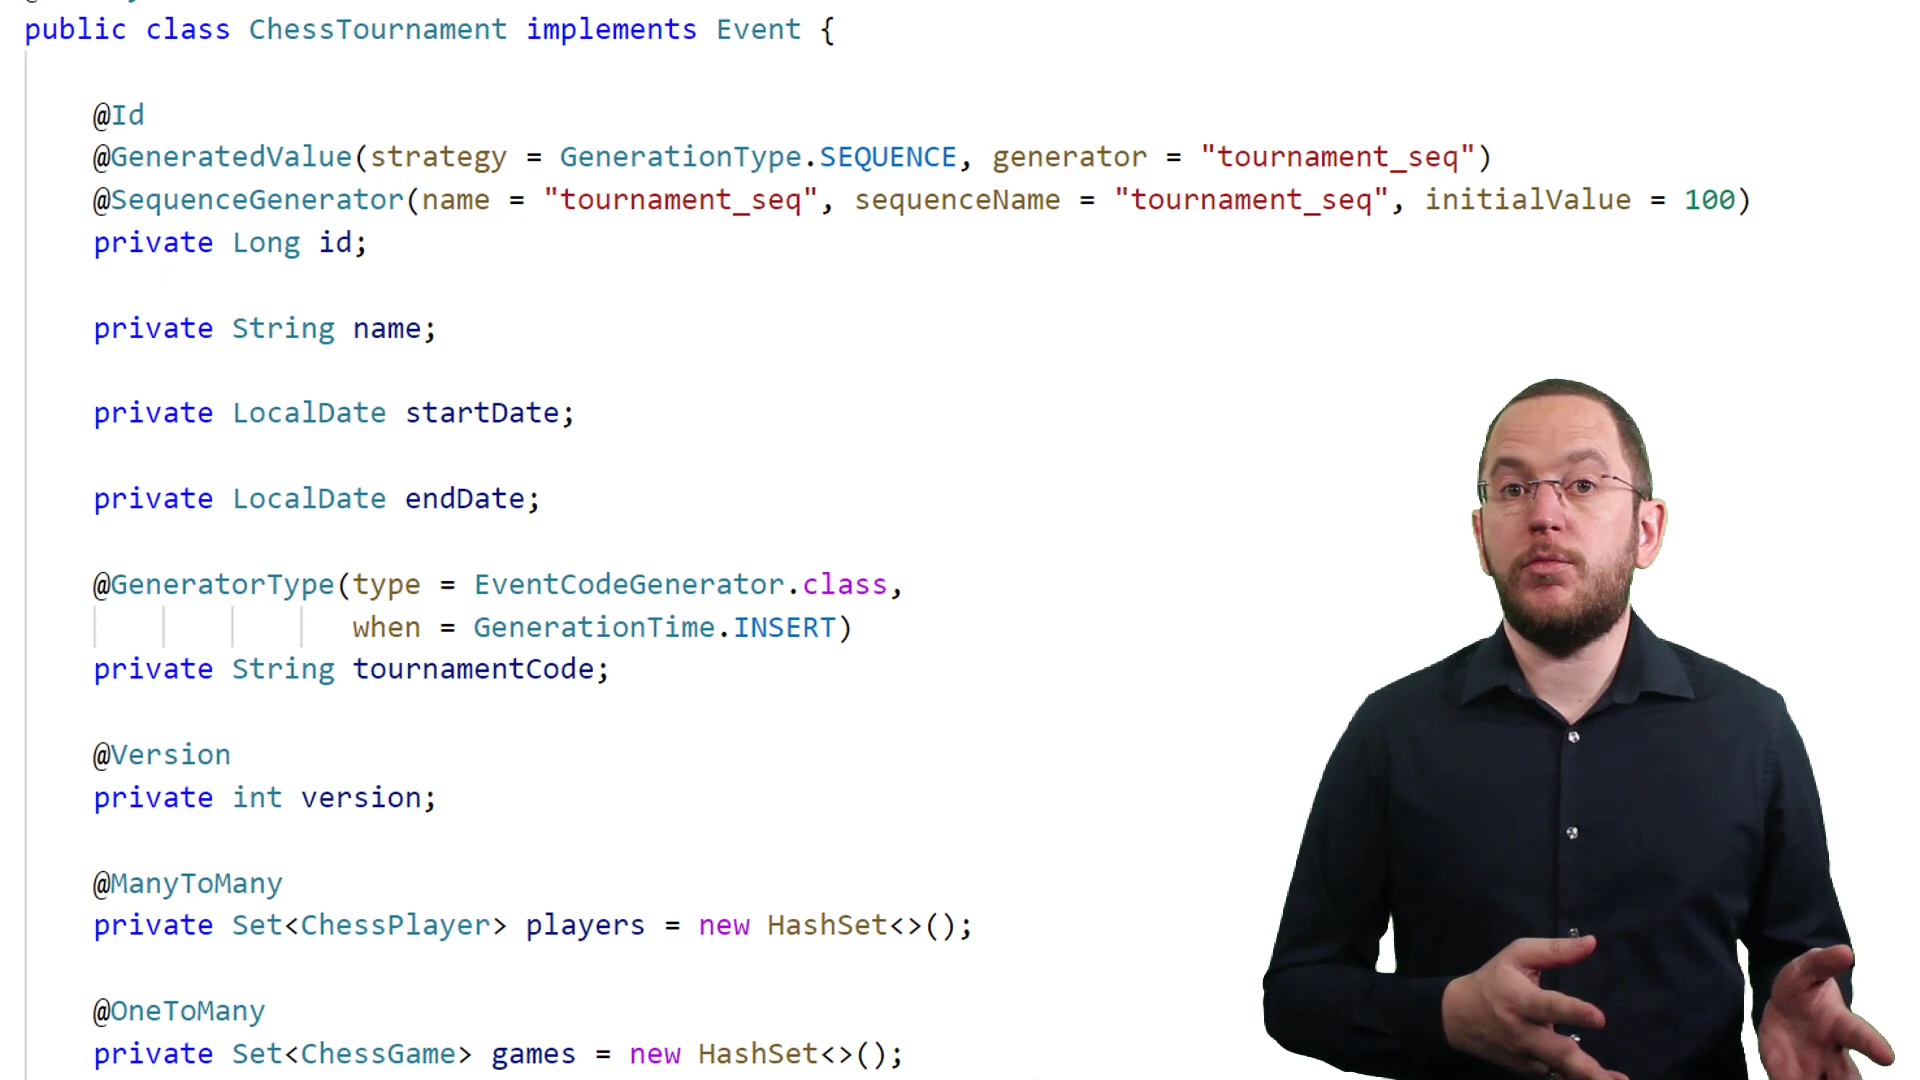 public class ChessTournament implements Event {
@Id
@GeneratedValue(strategy = GenerationType.SEQUENCE, generator = "tournament_seq")
@SequenceGenerator(name = "tournament_seq", sequenceName = "tournament_seq", initialValue = 100)
private Long id;
private String name;
private LocalDate startDate;
private LocalDate endDate;
@GeneratorType(type = EventCodeGenerator.class,
when = GenerationTime.INSERT)
private String tournamentCode;
@Version
private int version;
@ManyToMany
private Set<ChessPlayer> players = new HashSet<>();
@OneToMany
private Set<ChessGame> games = new HashSet<>();